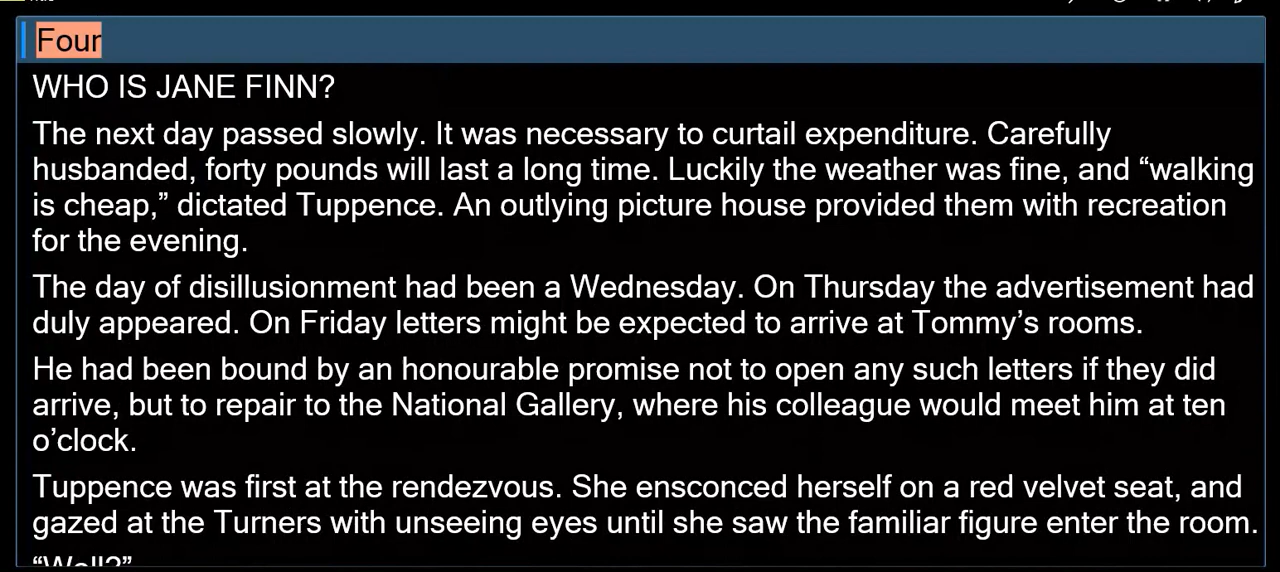 Four
WHO IS JANE FINN?
The next day passed slowly. It was necessary to curtail expenditure. Carefully
husbanded, forty pounds will last a long time. Luckily the weather was fine, and “walking
is cheap,” dictated Tuppence. An outlying picture house provided them with recreation
for the evening.
The day of disillusionment had been a Wednesday. On Thursday the advertisement had
duly appeared. On Friday letters might be expected to arrive at Tommy’s rooms.
He had been bound by an honourable promise not to open any such letters if they did
arrive, but to repair to the National Gallery, where his colleague would meet him at ten
o’clock.
Tuppence was first at the rendezvous. She ensconced herself on a red velvet seat, and
gazed at the Turners with unseeing eyes until she saw the familiar figure enter the room.
“Well?”